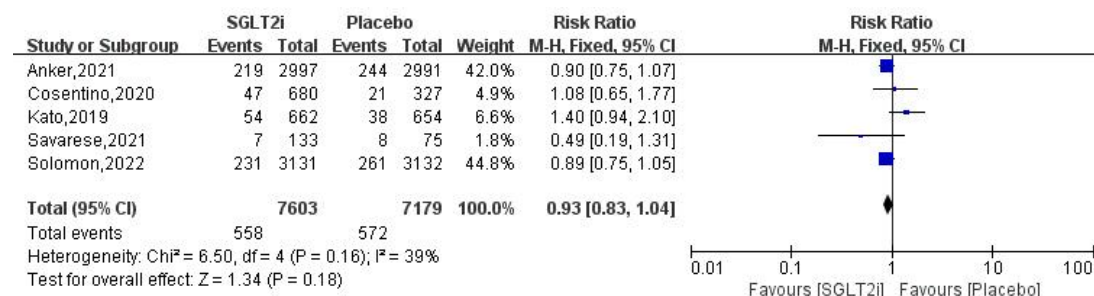 SGLT2i Placebo Risk Ratio Risk Ratio
Study or Subgroup Events Total Events Total Weight M-H, Fixed, 95% CI M-H, Fixed, 95% CI
Anker,2021 219 2997 244 2991 42.0% 0.90 [0.75, 1.07]
Cosentino,2020 47 680 21 327 4.9% 1.08 [0.65, 1.77]
Kato,2019 54 662 38 654 6.6% 1.40 [0.94, 2.10]
Savarese,2021 7 133 8 75 1.8% 0.49 [0.19, 1.31]
Solomon,2022 231 3131 261 3132 44.8% 0.89 [0.75, 1.05]
Total (95% CI) 7603 7179 100.0% 0.93 [0.83, 1.04]
Total events 558 572
Heterogeneity: Chi² = 6.50, df = 4 (P = 0.16); I² = 39%
Test for overall effect: Z = 1.34 (P = 0.18)
0.01 0.1 1 10 100
Favours [SGLT2i] Favours [Placebo]